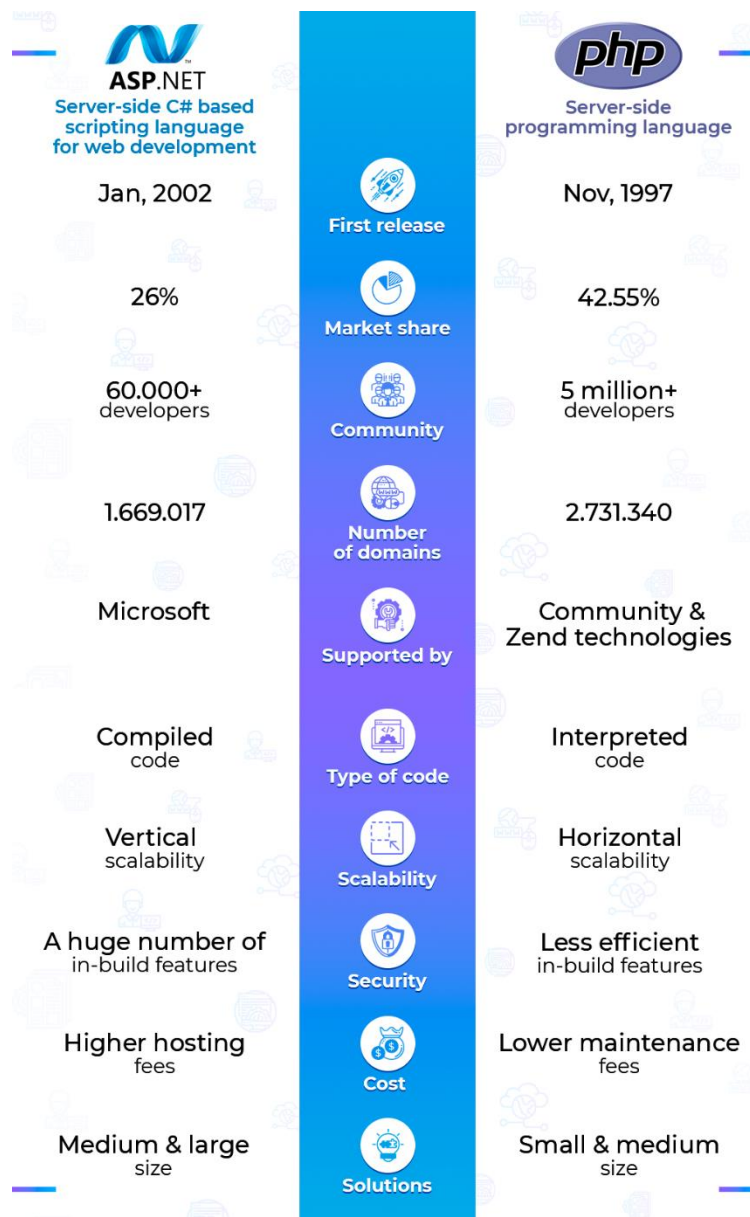 ASP.NET
Server-side C# based
scripting language
for web development
php
Server-side
programming language
Jan, 2002
First release
Nov, 1997
26%
Market share
42.55%
60.000+
developers
Community
5 million+
developers
1.669.017
Number
of domains
2.731.340
Microsoft
Supported by
Community &
Zend technologies
Compiled
code
Type of code
Interpreted
code
Vertical
scalability
Scalability
Horizontal
scalability
A huge number of
in-build features
Security
Less efficient
in-build features
Higher hosting
fees
Cost
Lower maintenance
fees
Medium & large
size
Solutions
Small & medium
size